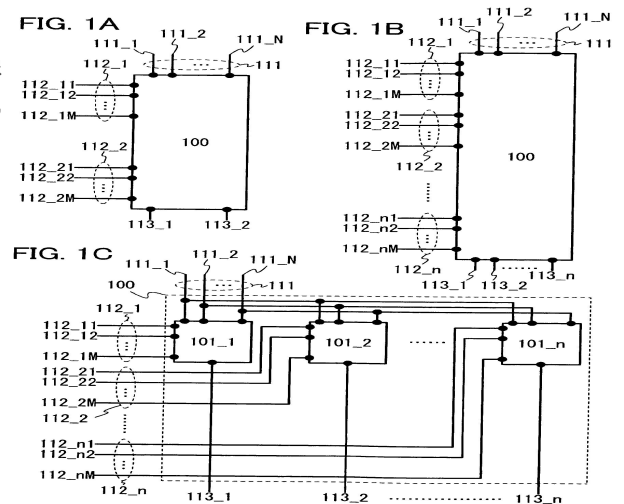 FIG. 1A
111_1
111_2
111_N
111
112_1
112_11
112_12
112_1M
100
112_2
112_21
112_22
112_2M
113_1
113_2
FIG. 1B
111_1
111_2
111_N
111
112_1
112_11
112_12
112_1M
112_21
112_22
112_2M
112_2
100
112_n1
112_n2
112_nM
112_n
113_1
113_2
113_n
FIG. 1C
111_1
111_2
111_N
111
100
112_1
112_11
112_12
112_1M
101_1
101_2
101_n
112_21
112_22
112_2M
112_2
112_n1
112_n2
112_nM
112_n
113_1
113_2
113_n